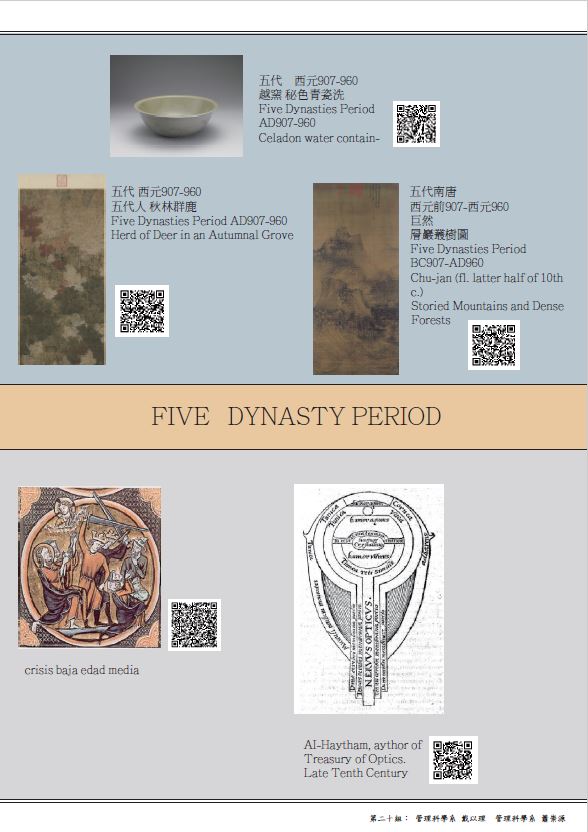 五代 西元907-960
越窯 秘色青瓷洗
Five Dynasties Period
AD907-960
Celadon water contain-
五代 西元907-960
五代人 秋林群鹿
Five Dynasties Period AD907-960
Herd of Deer in an Autumnal Grove
五代南唐
西元前907-西元960
巨然
層巖叢樹圖
Five Dynasties Period
BC907-AD960
Chu-jan (fl. latter half of 10th
c.)
Storied Mountains and Dense
Forests
FIVE DYNASTY PERIOD
crisis baja edad media
NERVVS OPTICVS.
AI-Haytham, aythor of
Treasury of Optics.
Late Tenth Century
第二十組： 管理科學系 戴以理 管理科學系 蕭崇源